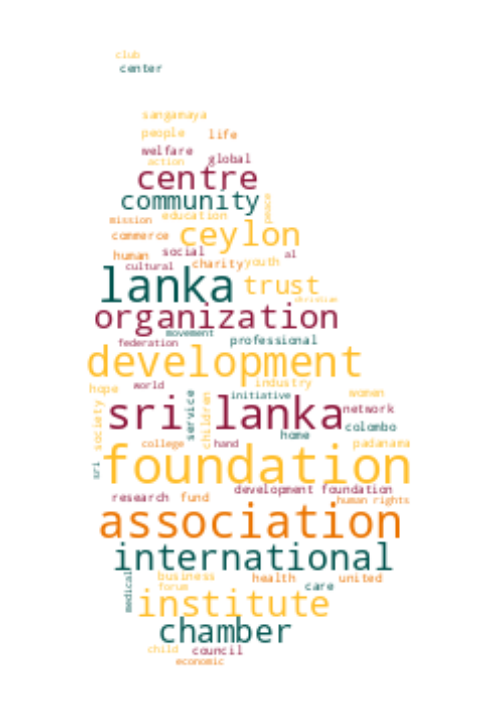 club
center
sangamaya
people life
welfare
action global
centre
community peace
mission education
commerce ceylon
human social al
cultural charity youth
lanka trust
christian
organization
movement
federation professional
development
hope world industry
initiative women
society sri lanka service children network
home colombo
college hand padanama
sri foundation
research fund development foundation
human rights
association
international
medical business health united
forum care
institute
chamber
child council
economic